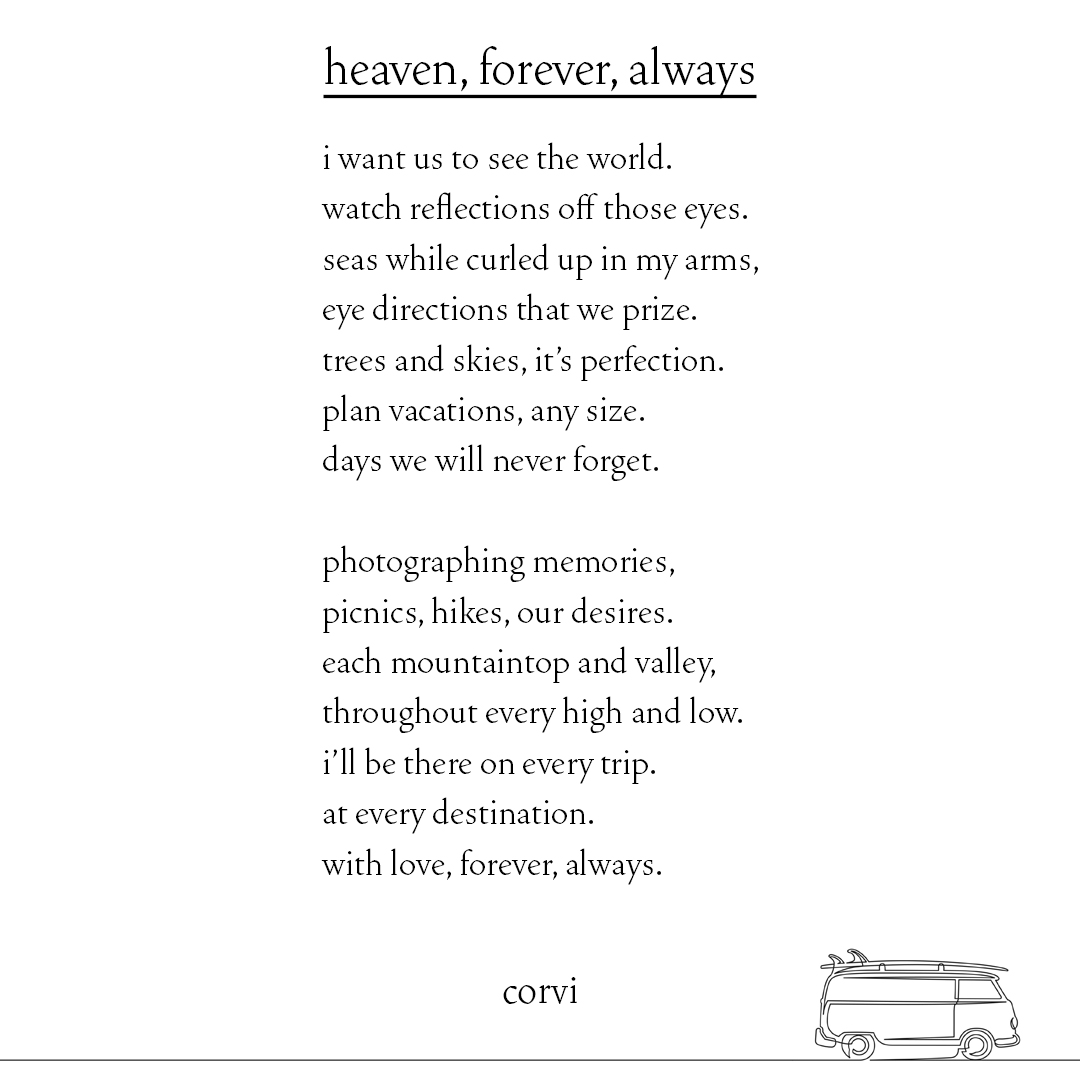 heaven, forever, always
i want us to see the world.
watch reflections off those eyes.
seas while curled up in my arms,
eye directions that we prize.
trees and skies, it’s perfection.
plan vacations, any size.
days we will never forget.
photographing memories,
picnics, hikes, our desires.
each mountaintop and valley,
throughout every high and low.
i’ll be there on every trip.
at every destination.
with love, forever, always.
corvi